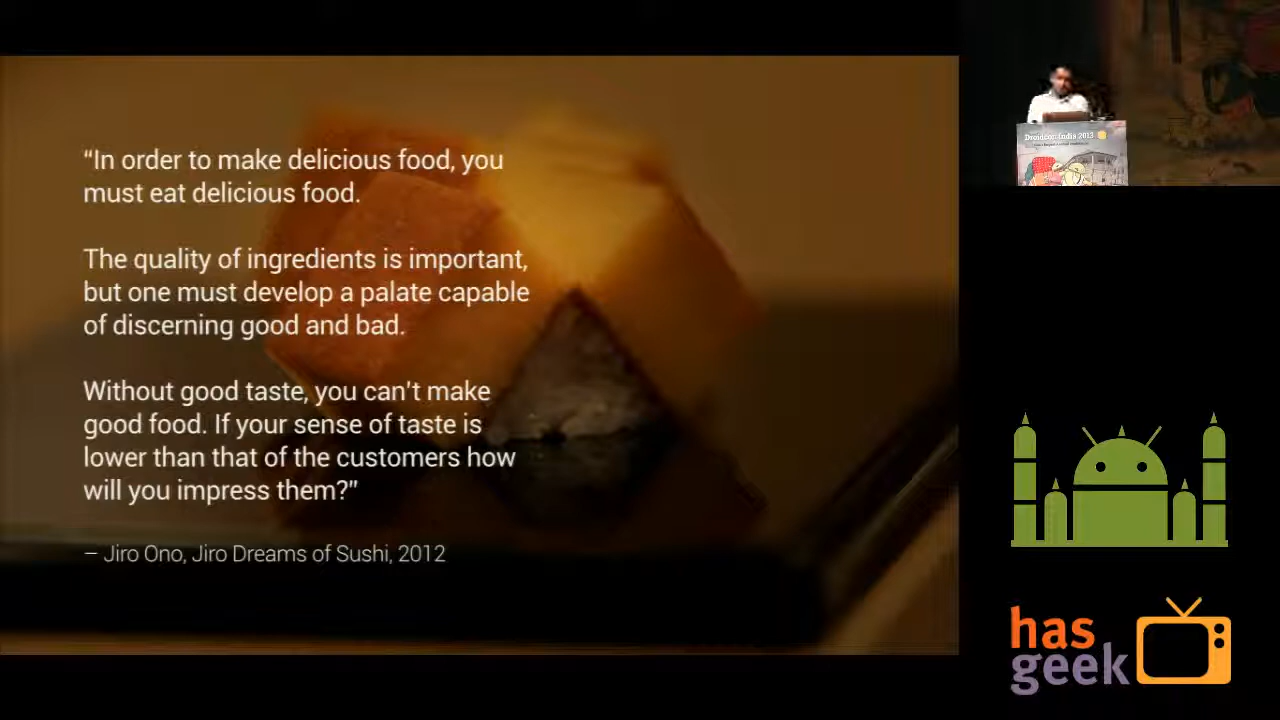 “In order to make delicious food, you
must eat delicious food.
The quality of ingredients is important,
but one must develop a palate capable
of discerning good and bad.
Without good taste, you can't make
good food. If your sense of taste is
lower than that of the customers how
will you impress them?”
– Jiro Ono, Jiro Dreams of Sushi, 2012
Droidcon India 2013
has
geek